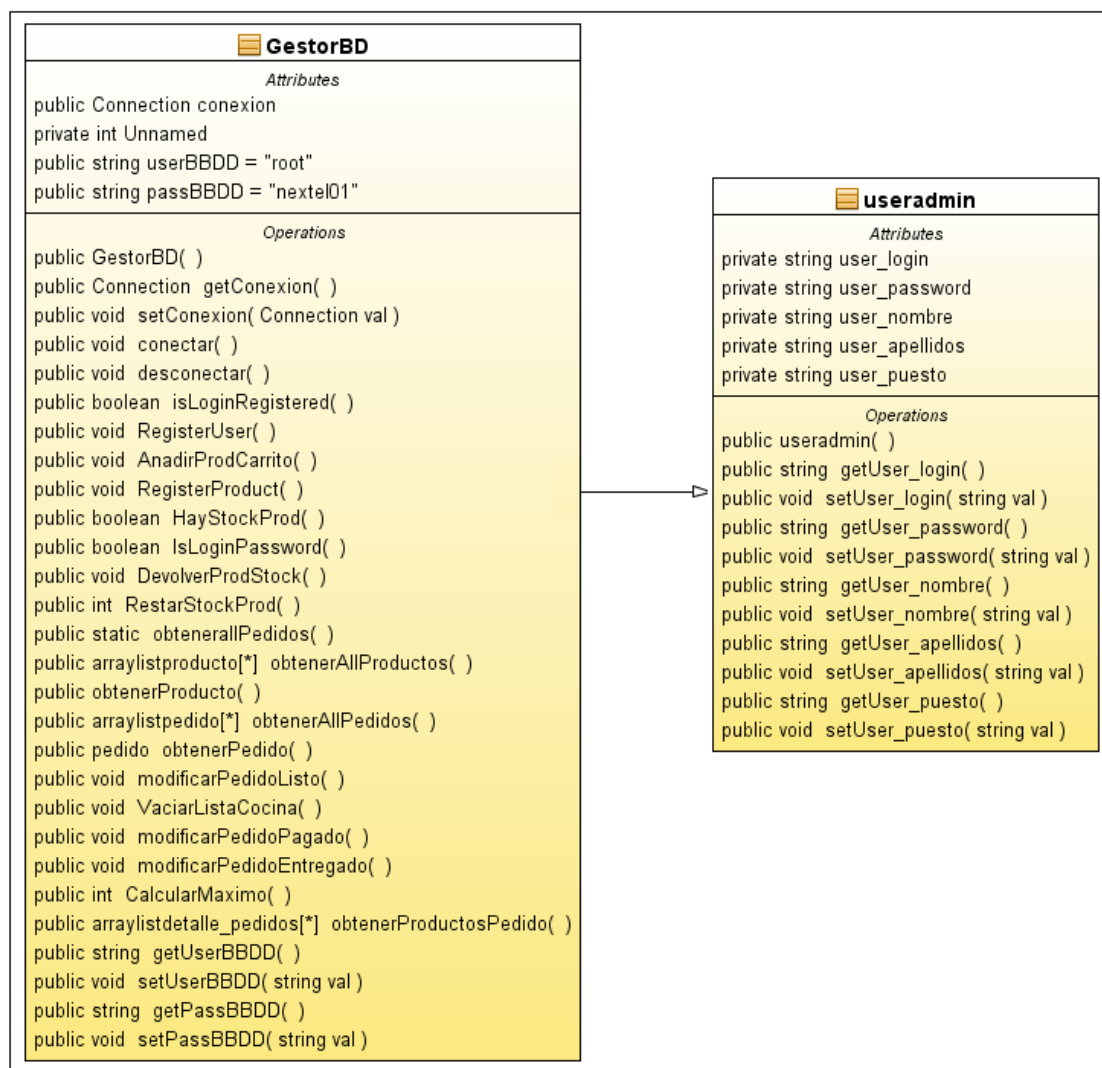 GestorBD
Attributes
public Connection conexion
private int Unnamed
public string userBBDD = "root"
public string passBBDD = "nextel01"
Operations
public GestorBD( )
public Connection getConexion( )
public void setConexion( Connection val )
public void conectar( )
public void desconectar( )
public boolean isLoginRegistered( )
public void RegisterUser( )
public void AnadirProdCarrito( )
public void RegisterProduct( )
public boolean HayStockProd( )
public boolean IsLoginPassword( )
public void DevolverProdStock( )
public int RestarStockProd( )
public static obtenerallPedidos( )
public arraylistproducto[*] obtenerAllProductos( )
public obtenerProducto( )
public arraylistpedido[*] obtenerAllPedidos( )
public pedido obtenerPedido( )
public void modificarPedidoListo( )
public void VaciarListaCocina( )
public void modificarPedidoPagado( )
public void modificarPedidoEntregado( )
public int CalcularMaximo( )
public arraylistdetalle_pedidos[*] obtenerProductosPedido( )
public string getUserBBDD( )
public void setUserBBDD( string val )
public string getPassBBDD( )
public void setPassBBDD( string val )
useradmin
Attributes
private string user_login
private string user_password
private string user_nombre
private string user_apellidos
private string user_puesto
Operations
public useradmin( )
public string getUser_login( )
public void setUser_login( string val )
public string getUser_password( )
public void setUser_password( string val )
public string getUser_nombre( )
public void setUser_nombre( string val )
public string getUser_apellidos( )
public void setUser_apellidos( string val )
public string getUser_puesto( )
public void setUser_puesto( string val )